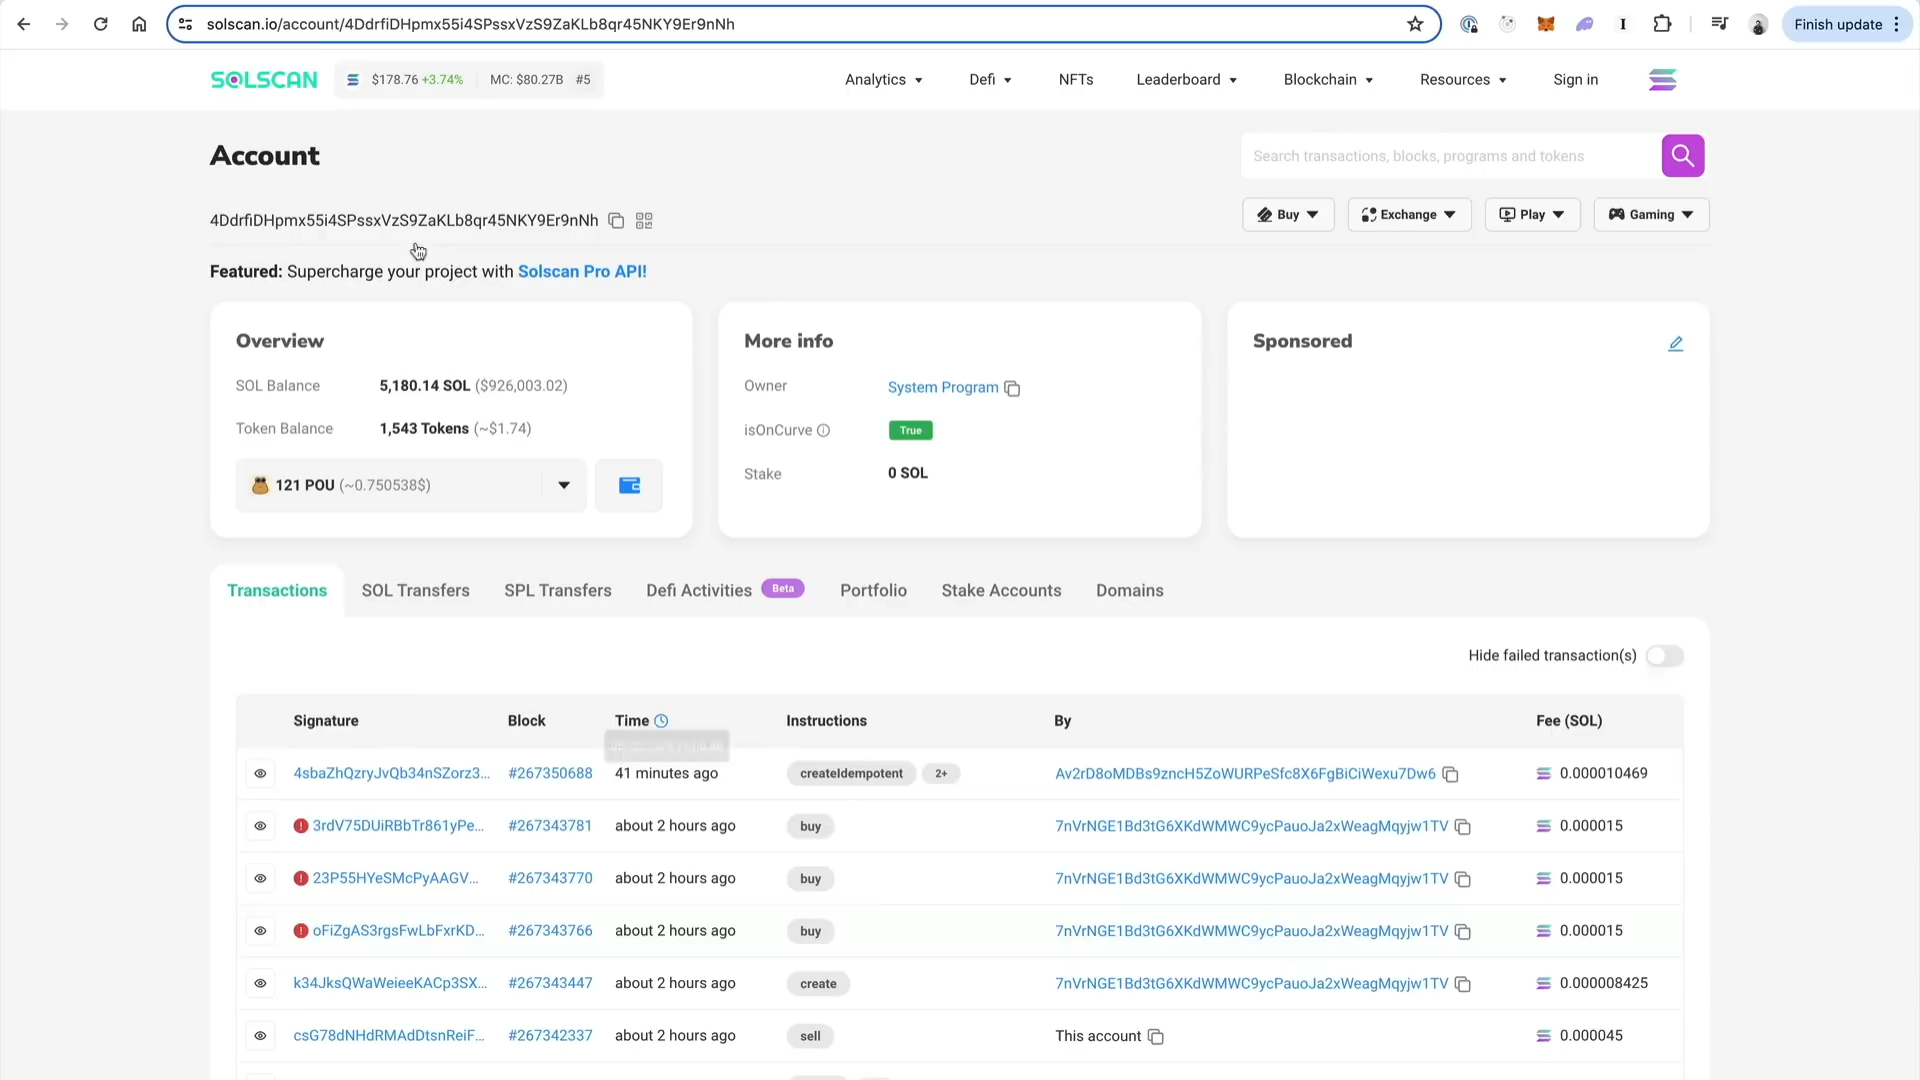 solscan.io/account/4DdrfiDHpmx55i4SPssxVzS9ZaKLb8qr45NKY9Er9nNh
Finish update
SOLSCAN $178.76 +3.74% MC: $80.27B #5 Analytics Defi NFTs Leaderboard Blockchain Resources Sign in
Account
Search transactions, blocks, programs and tokens
4DdrfiDHpmx55i4SPssxVzS9ZaKLb8qr45NKY9Er9nNh
Buy Exchange Play Gaming
Featured: Supercharge your project with Solscan Pro API!
Overview
SOL Balance 5,180.14 SOL ($926,003.02)
Token Balance 1,543 Tokens (~$1.74)
121 POU (~0.750538$)
More info
Owner System Program
isOnCurve True
Stake 0 SOL
Sponsored
Transactions SOL Transfers SPL Transfers Defi Activities Beta Portfolio Stake Accounts Domains
Hide failed transaction(s)
Signature Block Time Instructions By Fee (SOL)
4sbaZhQzryJvQb34nSZorz3... #267350688 41 minutes ago createIdempotent 2+ Av2rD8oMDBs9zncH5ZoWURPeSfc8X6FgBiCiWexu7Dw6 0.000010469
3rdV75DUiRBbTr861yPe... #267343781 about 2 hours ago buy 7nVrNGE1Bd3tG6XKdWMWC9ycPauoJa2xWeagMqyjw1TV 0.000015
23P55HYeSMcPyAAGV... #267343770 about 2 hours ago buy 7nVrNGE1Bd3tG6XKdWMWC9ycPauoJa2xWeagMqyjw1TV 0.000015
oFiZgAS3rgsFwLbFxrKD... #267343766 about 2 hours ago buy 7nVrNGE1Bd3tG6XKdWMWC9ycPauoJa2xWeagMqyjw1TV 0.000015
k34JksQWaWeieeKACp3SX... #267343447 about 2 hours ago create 7nVrNGE1Bd3tG6XKdWMWC9ycPauoJa2xWeagMqyjw1TV 0.000008425
csG78dNHdRMAdDtsnReiF... #267342337 about 2 hours ago sell This account 0.000045